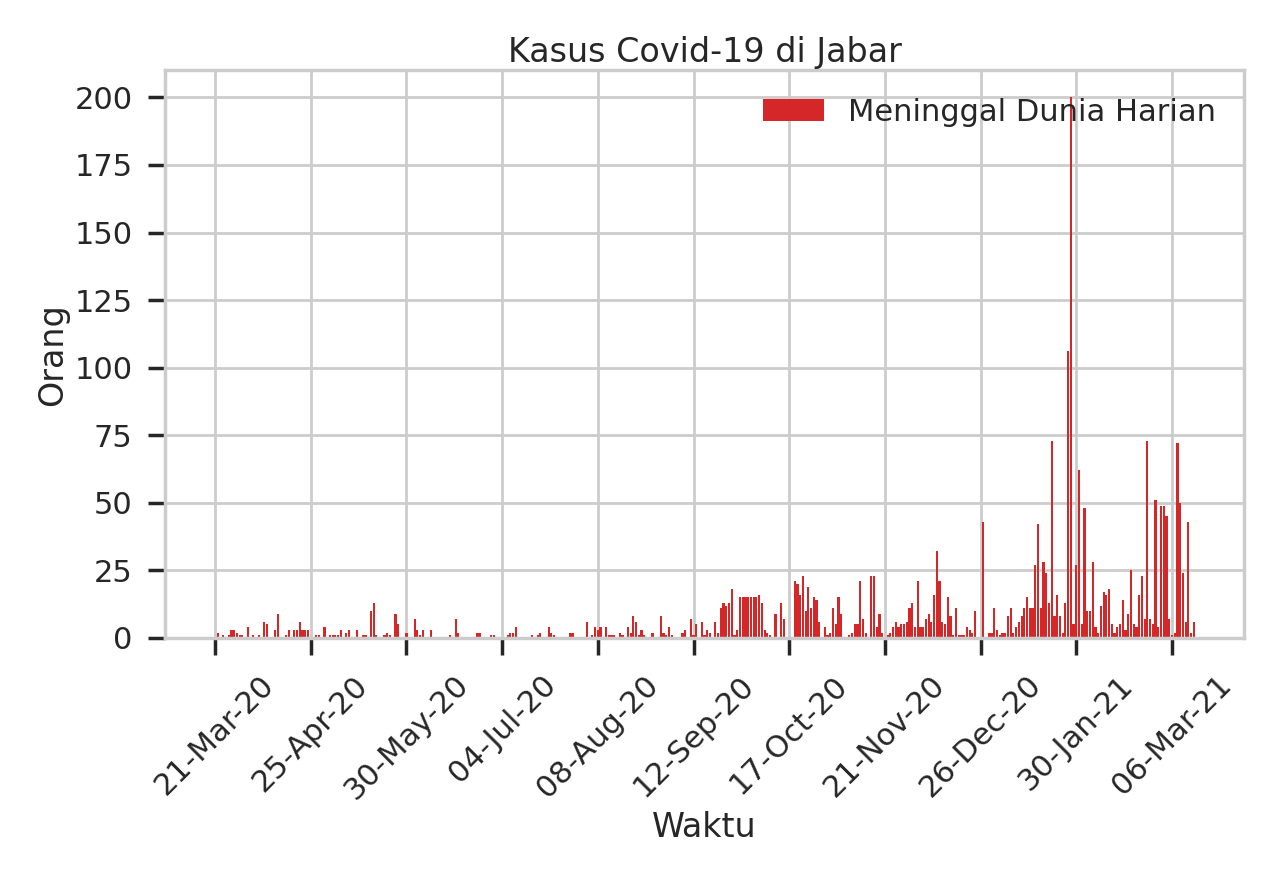 Kasus Covid-19 di Jabar
Meninggal Dunia Harian
Orang
200
175
150
125
100
75
50
25
0
21-Mar-20
25-Apr-20
30-May-20
04-Jul-20
08-Aug-20
12-Sep-20
17-Oct-20
21-Nov-20
26-Dec-20
30-Jan-21
06-Mar-21
Waktu